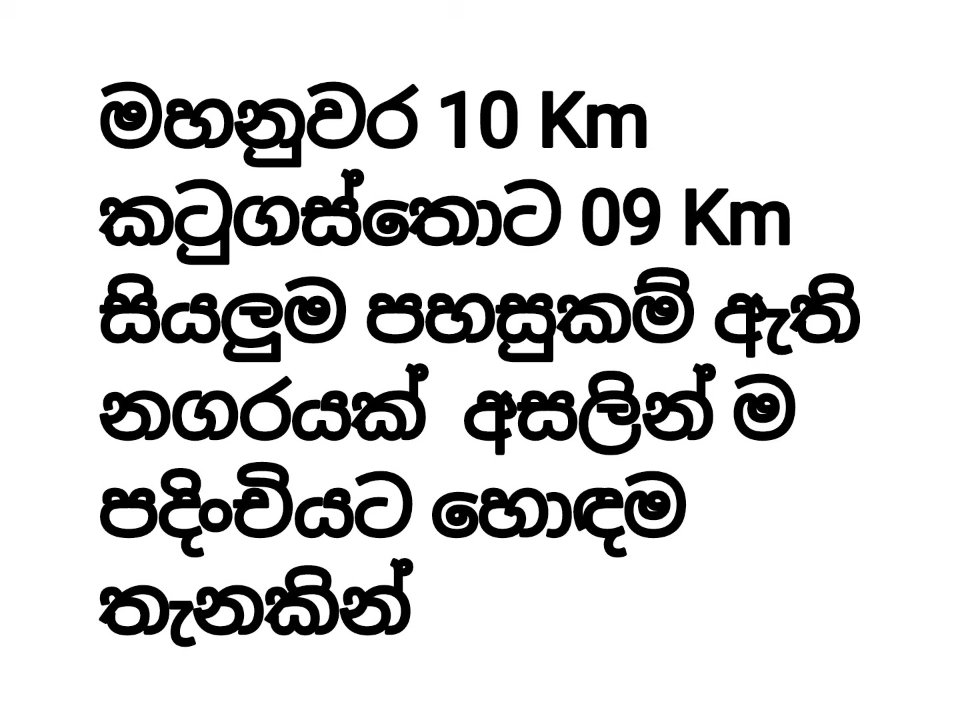 මහනුවර 10 Km
කටුගස්තොට 09 Km
සියලුම පහසුකම් ඇති
නගරයක් අසලින් ම
පදිංචියට හොඳම
තැනකින්